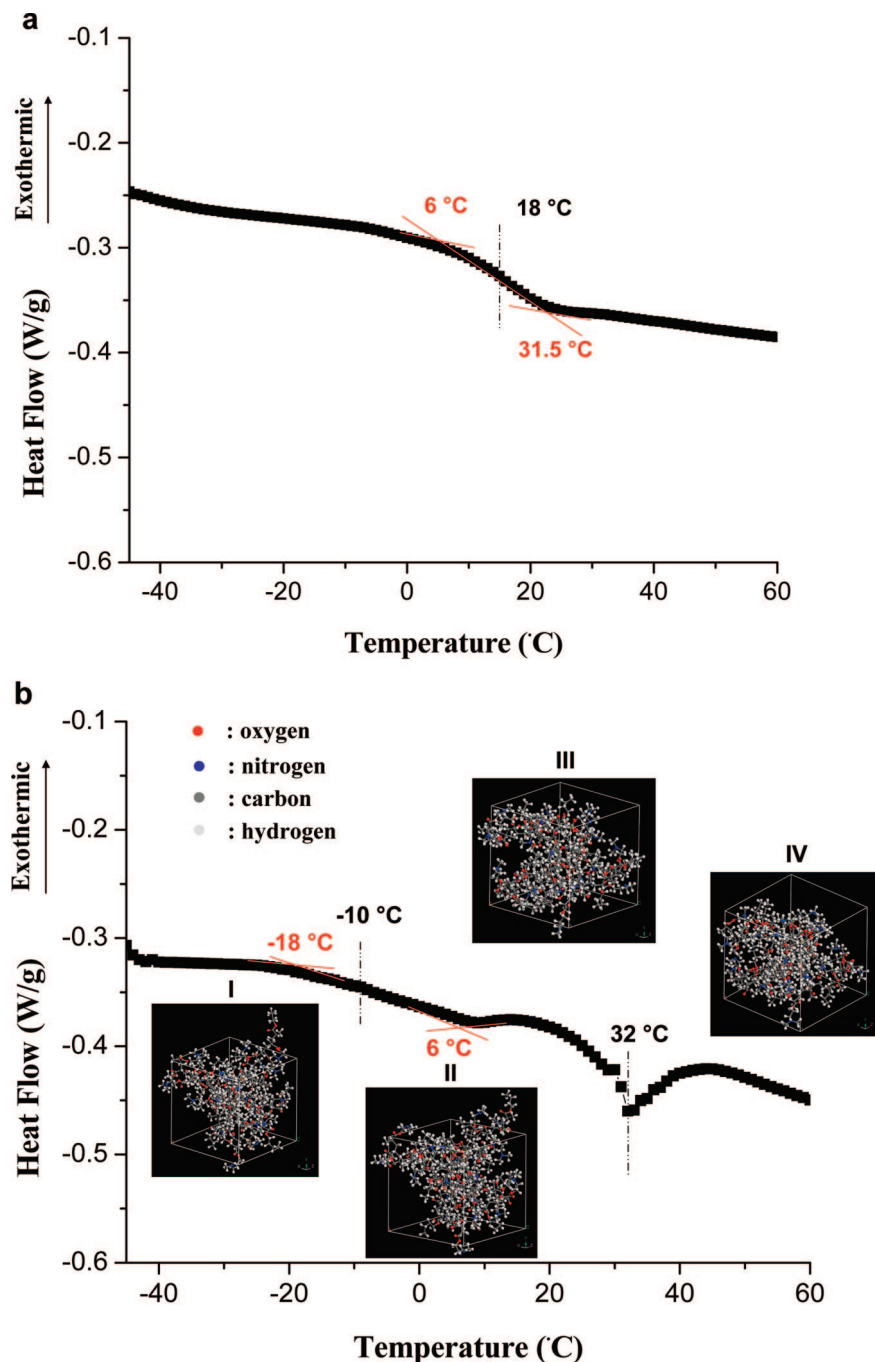 a
-0.1
-0.2
-0.3
-0.4
-0.5
-0.6
Exothermic
Heat Flow (W/g)
6 °C
18 °C
31.5 °C
-40
-20
0
20
40
60
Temperature (˙C)
b
-0.1
-0.2
-0.3
-0.4
-0.5
-0.6
Exothermic
Heat Flow (W/g)
: oxygen
: nitrogen
: carbon
: hydrogen
III
IV
-10 °C
-18 °C
I
6 °C
II
32 °C
-40
-20
0
20
40
60
Temperature (˙C)